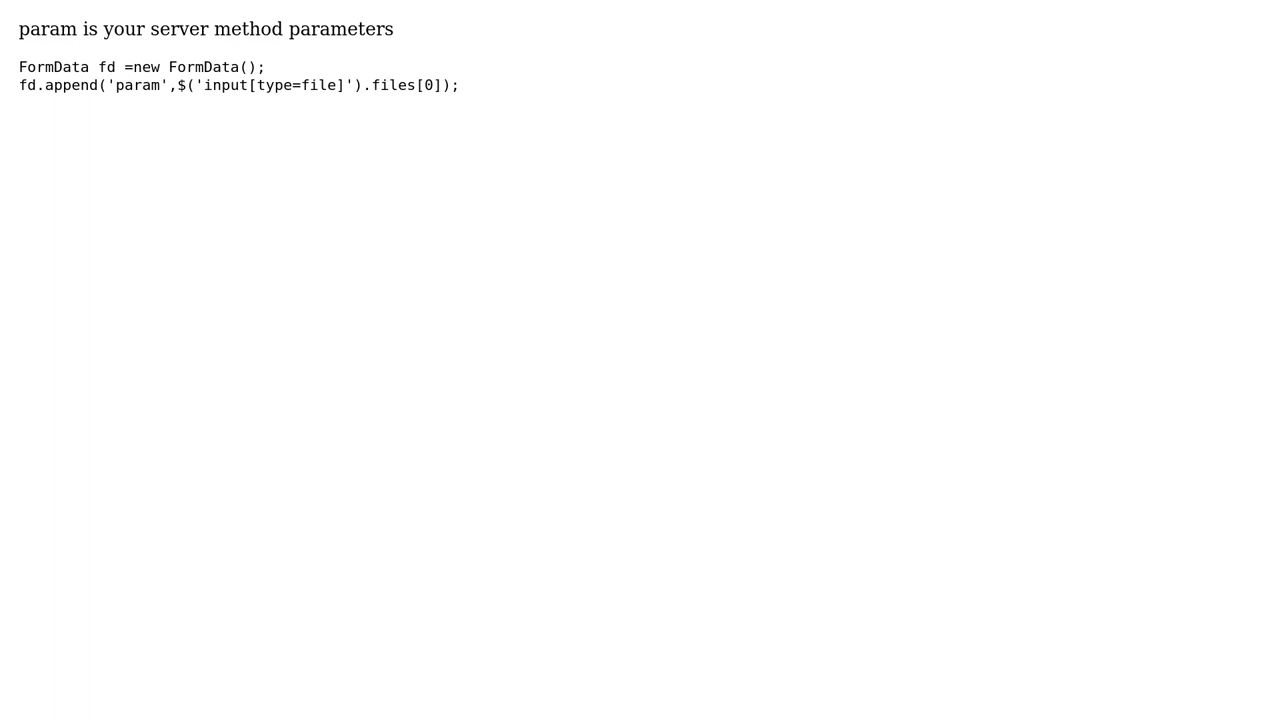 param is your server method parameters
FormData fd =new FormData();
fd.append('param',$('input[type=file]').files[0]);